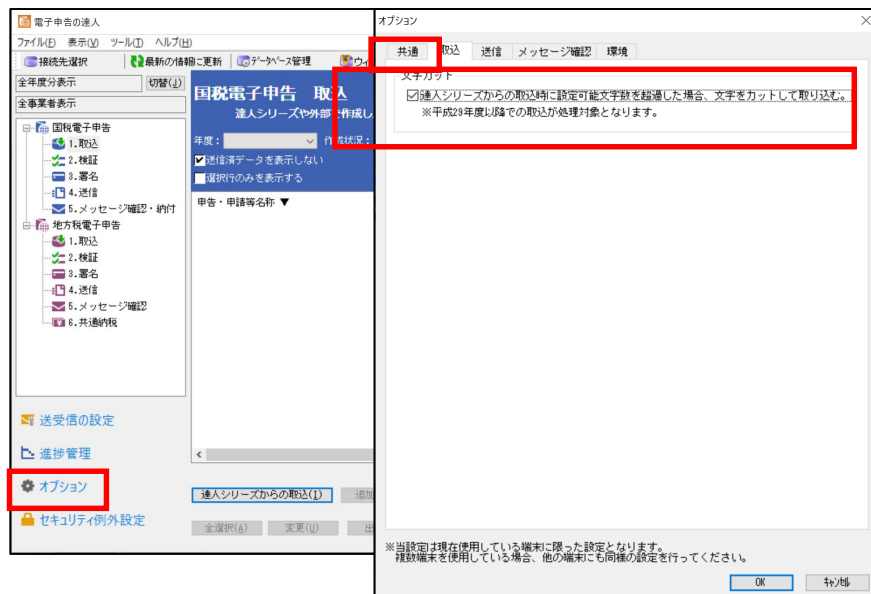 電子申告の達人
ファイル(F) 表示(V) ツール(T) ヘルプ(H)
接続先選択 最新の情報に更新 データベース管理 ウィ
全年度分表示 切替(J)
全事業者表示
国税電子申告
1.取込
2.検証
3.署名
4.送信
5.メッセージ確認・納付
地方税電子申告
1.取込
2.検証
3.署名
4.送信
5.メッセージ確認
6.共通納税
送受信の設定
進捗管理
オプション
セキュリティ例外設定
国税電子申告 取込
達人シリーズや外部で作成し
年度: 作成状況:
送信済データを表示しない
選択行のみを表示する
申告・申請等名称 ▼
達人シリーズからの取込(I) 追加
全選択(A) 変更(U) 出
オプション
共通 取込 送信 メッセージ確認 環境
文字カット
達人シリーズからの取込時に設定可能文字数を超過した場合、文字をカットして取り込む。
※平成29年度以降での取込が処理対象となります。
※当設定は現在使用している端末に限った設定となります。
複数端末を使用している場合、他の端末にも同様の設定を行ってください。
OK キャンセル